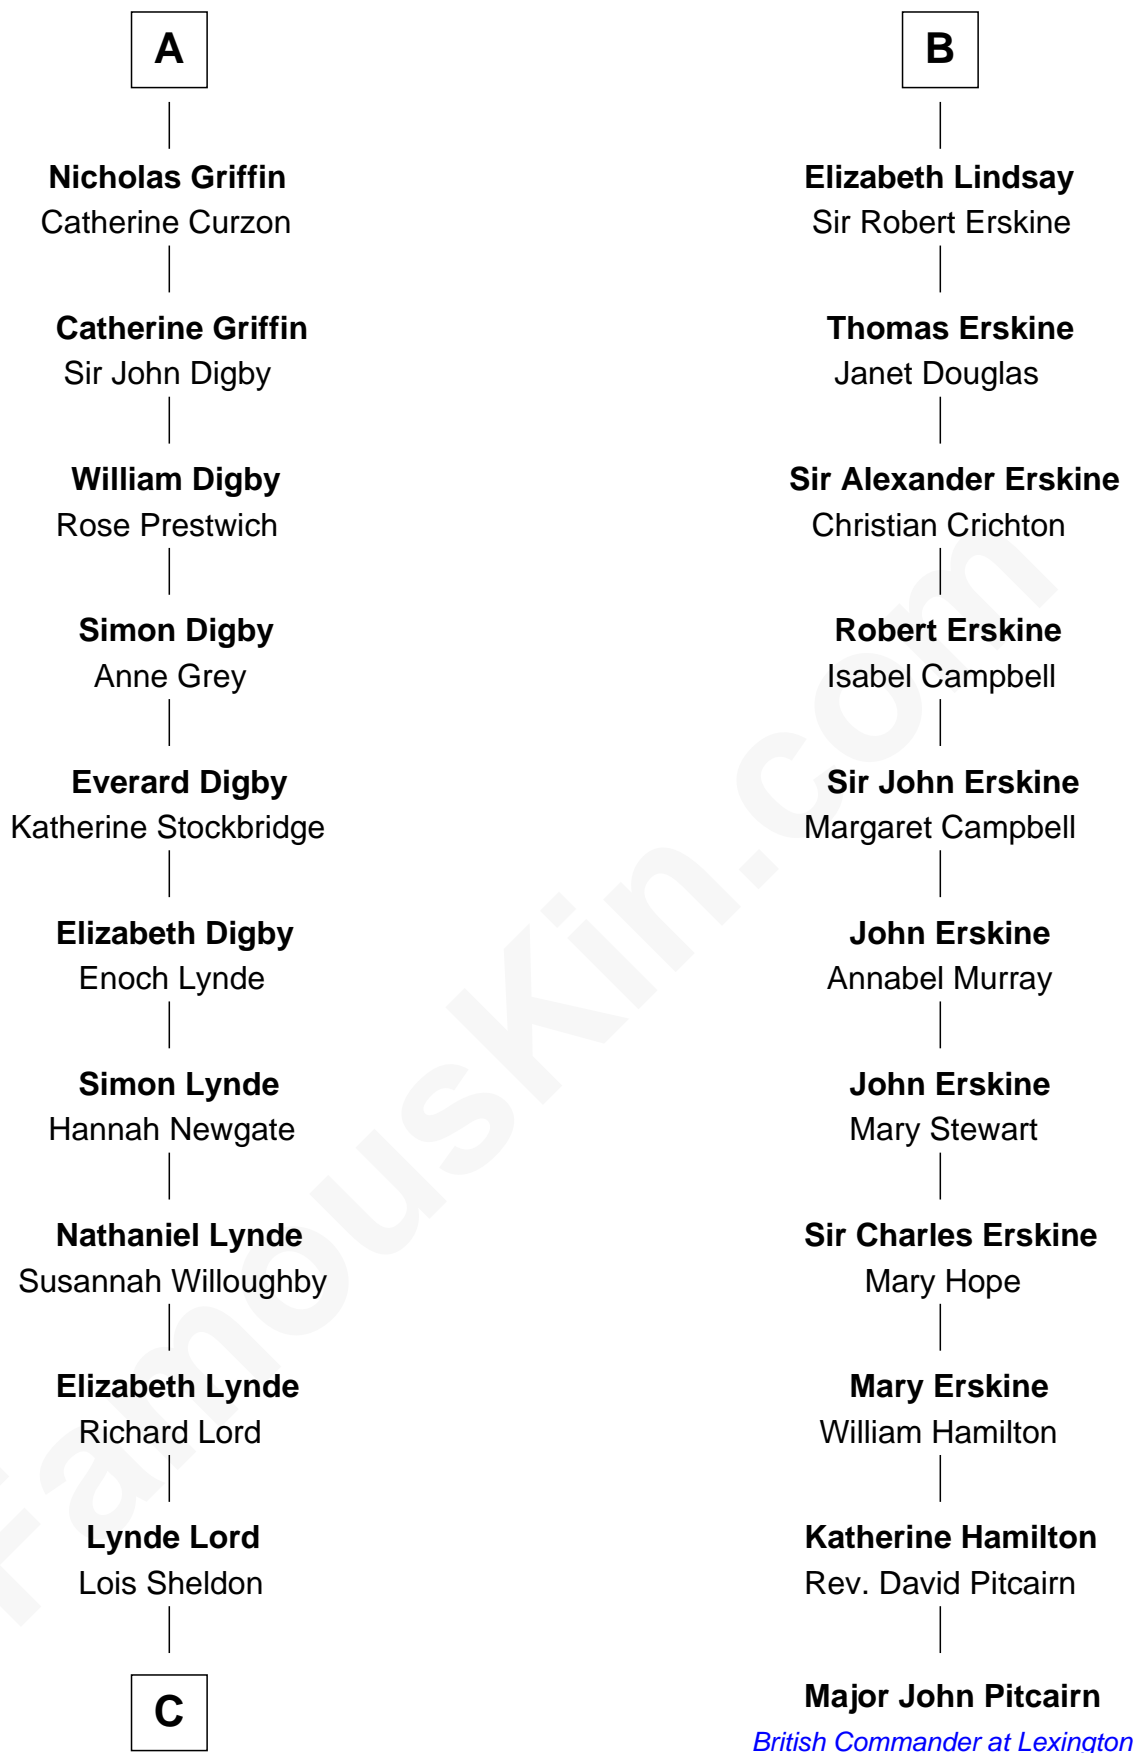 A
Nicholas Griffin
Catherine Curzon
Catherine Griffin
Sir John Digby
William Digby
Rose Prestwich
Simon Digby
Anne Grey
Everard Digby
Katherine Stockbridge
Elizabeth Digby
Enoch Lynde
Simon Lynde
Hannah Newgate
Nathaniel Lynde
Susannah Willoughby
Elizabeth Lynde
Richard Lord
Lynde Lord
Lois Sheldon
C
B
Elizabeth Lindsay
Sir Robert Erskine
Thomas Erskine
Janet Douglas
Sir Alexander Erskine
Christian Crichton
Robert Erskine
Isabel Campbell
Sir John Erskine
Margaret Campbell
John Erskine
Annabel Murray
John Erskine
Mary Stewart
Sir Charles Erskine
Mary Hope
Mary Erskine
William Hamilton
Katherine Hamilton
Rev. David Pitcairn
Major John Pitcairn
British Commander at Lexington
FamousKin.com